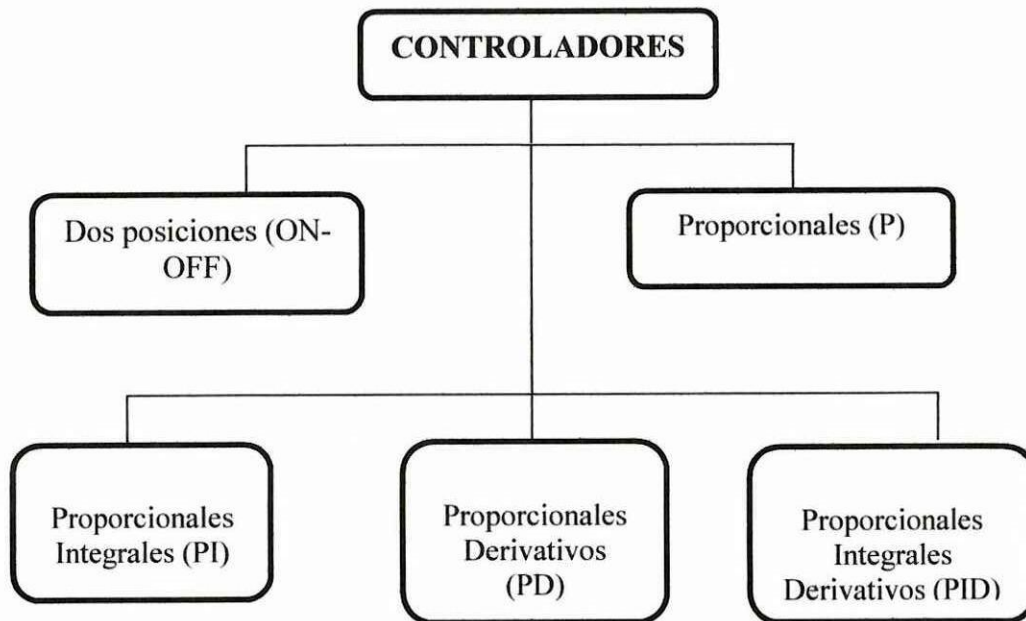 CONTROLADORES
Dos posiciones (ON-
OFF)
Proporcionales (P)
Proporcionales
Integrales (PI)
Proporcionales
Derivativos
(PD)
Proporcionales
Integrales
Derivativos (PID)